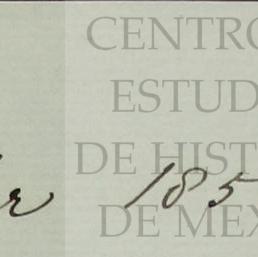 CENTRO
ESTUD
DE HIST
185
DE MEX